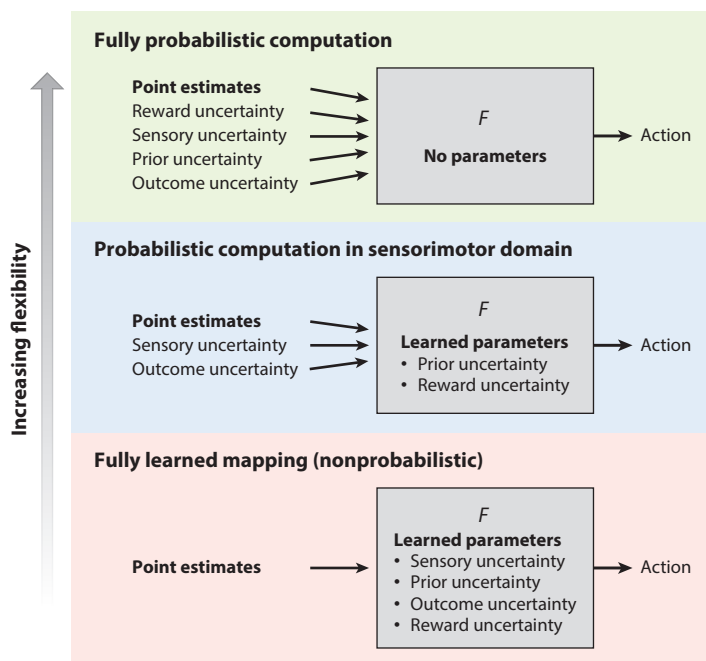 Fully probabilistic computation
Point estimates
Reward uncertainty
Sensory uncertainty
Prior uncertainty
Outcome uncertainty
F
No parameters
Action
Increasing flexibility
Probabilistic computation in sensorimotor domain
Point estimates
Sensory uncertainty
Outcome uncertainty
F
Learned parameters
• Prior uncertainty
• Reward uncertainty
Action
Fully learned mapping (nonprobabilistic)
Point estimates
F
Learned parameters
• Sensory uncertainty
• Prior uncertainty
• Outcome uncertainty
• Reward uncertainty
Action